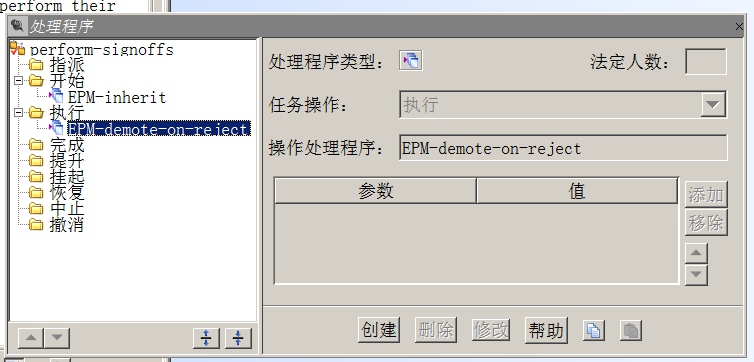 perform their
处理程序
perform-signoffs
指派
开始
EPM-inherit
执行
EPM-demote-on-reject
完成
提升
挂起
恢复
中止
撤消
处理程序类型：
法定人数：
任务操作：
执行
操作处理程序：
EPM-demote-on-reject
参数
值
添加
移除
创建
删除
修改
帮助